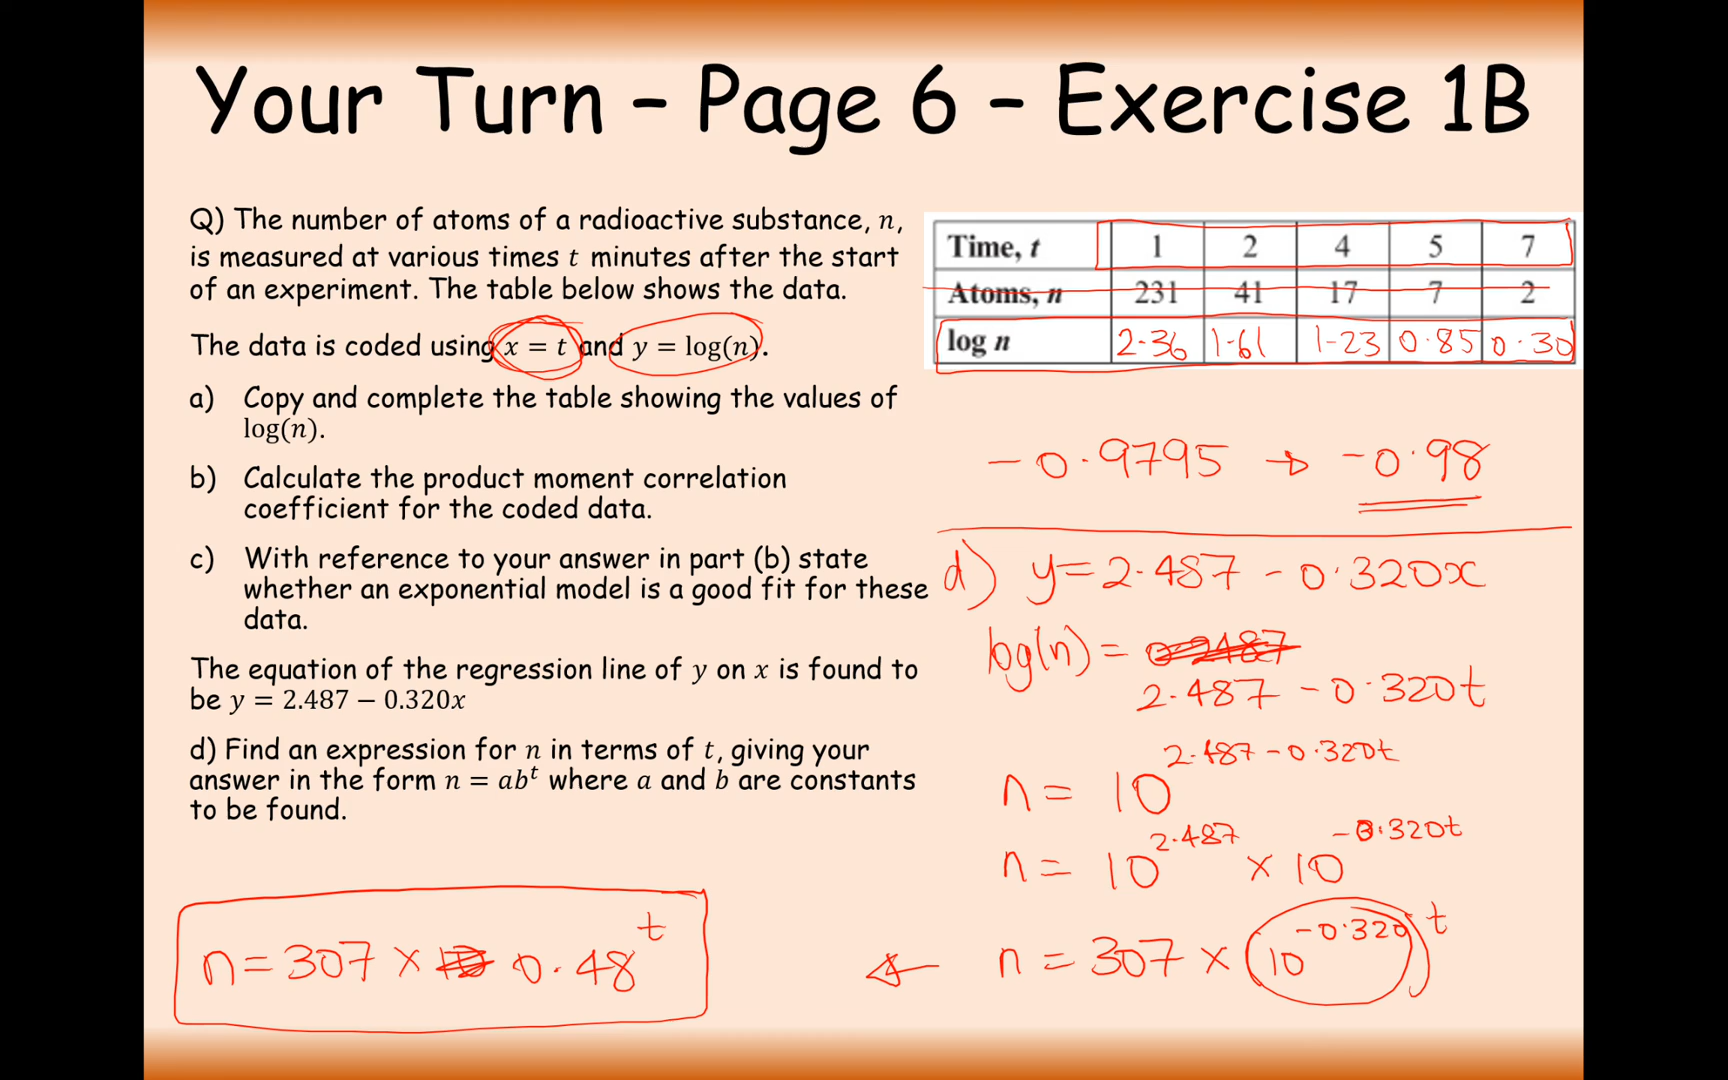 Your Turn – Page 6 – Exercise 1B
Q) The number of atoms of a radioactive substance, n,
is measured at various times t minutes after the start
of an experiment. The table below shows the data.
The data is coded using x = t and y = log(n).
a) Copy and complete the table showing the values of
log(n).
b) Calculate the product moment correlation
coefficient for the coded data.
c) With reference to your answer in part (b) state
whether an exponential model is a good fit for these
data.
The equation of the regression line of y on x is found to
be y = 2.487 − 0.320x
d) Find an expression for n in terms of t, giving your
answer in the form n = abᵗ where a and b are constants
to be found.
n = 307 × 0.48^t
Time, t 1 2 4 5 7
Atoms, n 231 41 17 7 2
log n 2.36 1.61 1.23 0.85 0.30
-0.9795 → -0.98
d) y = 2.487 - 0.320x
log(n) = 0.2487
2.487 - 0.320t
n = 10^2.487-0.320t
n = 10^2.487 × 10^-0.320t
← n = 307 × (10^-0.320)^t